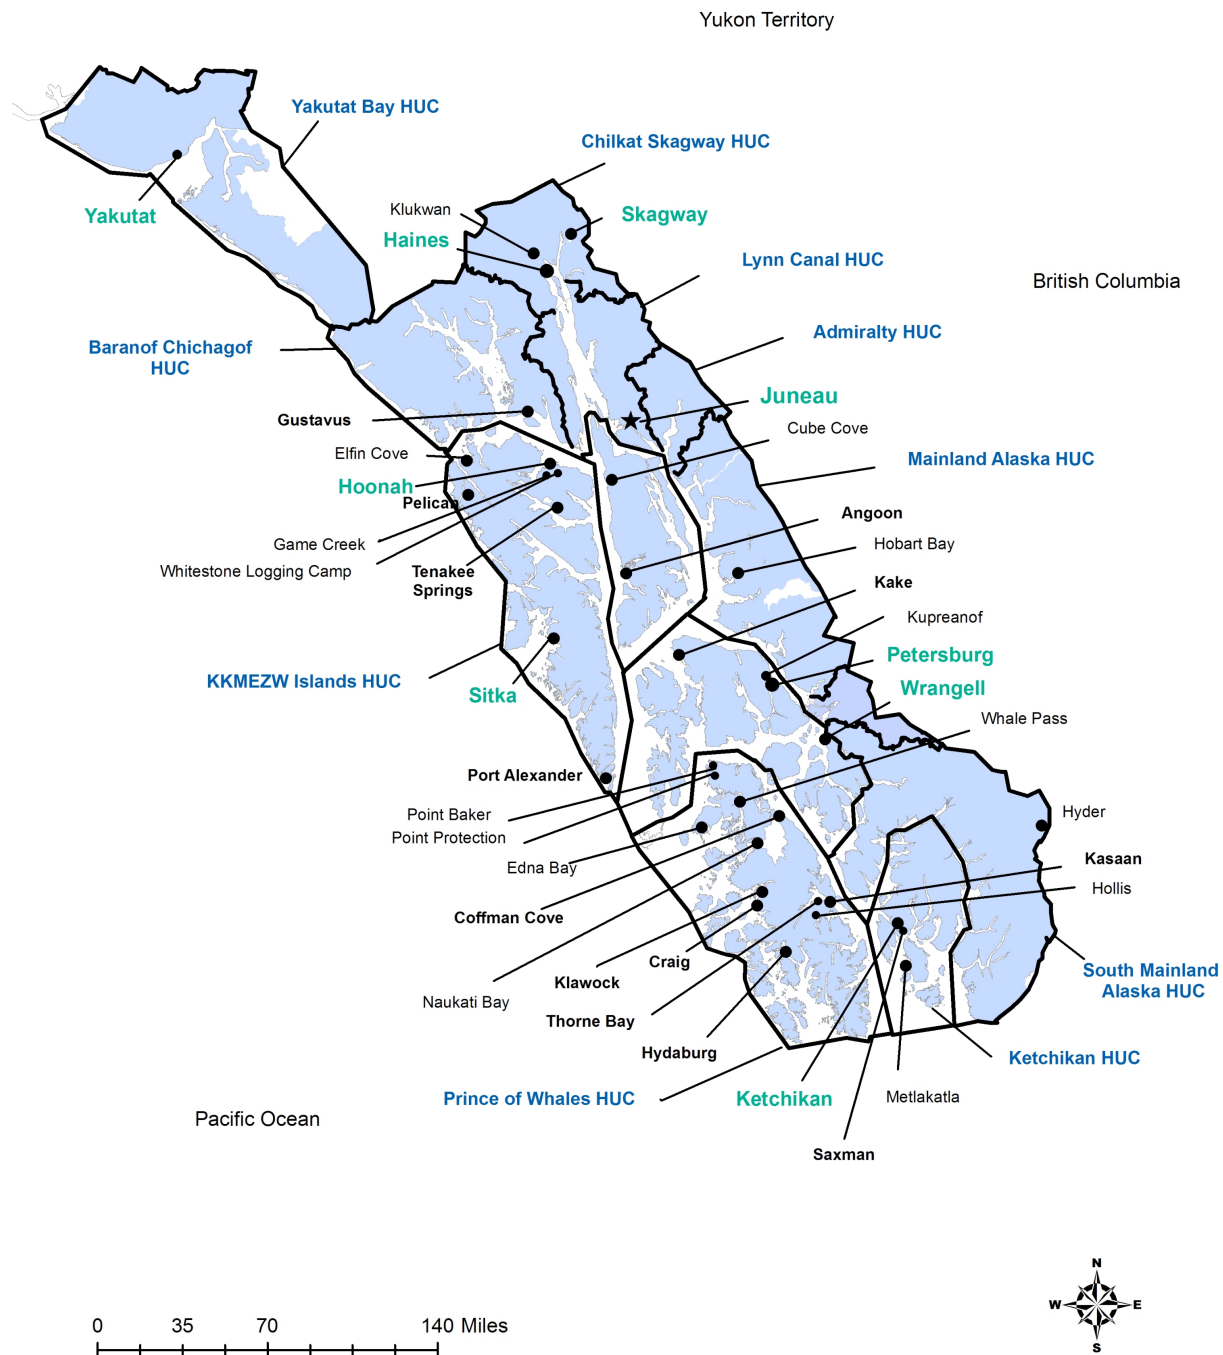 Yukon Territory
Yakutat Bay HUC
Chilkat Skagway HUC
Yakutat
Klukwan
Skagway
Haines
Lynn Canal HUC
British Columbia
Admiralty HUC
Baranof Chichagof
HUC
Juneau
Gustavus
Cube Cove
Elfin Cove
Mainland Alaska HUC
Hoonah
Pelican
Angoon
Game Creek
Hobart Bay
Whitestone Logging Camp
Tenakee
Springs
Kake
Kupreanof
Petersburg
KKMEZW Islands HUC
Sitka
Wrangell
Whale Pass
Port Alexander
Point Baker
Hyder
Point Protection
Edna Bay
Kasaan
Hollis
Coffman Cove
Craig
Klawock
South Mainland
Alaska HUC
Naukati Bay
Thorne Bay
Hydaburg
Ketchikan HUC
Prince of Whales HUC
Ketchikan
Metlakatla
Pacific Ocean
Saxman
N
W E
S
0 35 70 140 Miles